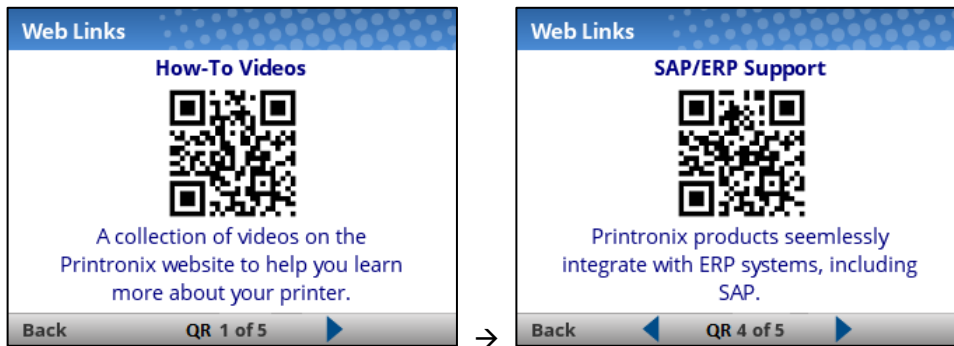 Web Links
How-To Videos
A collection of videos on the
Printronix website to help you learn
more about your printer.
Back QR 1 of 5
→
Web Links
SAP/ERP Support
Printronix products seemlessly
integrate with ERP systems, including
SAP.
Back QR 4 of 5